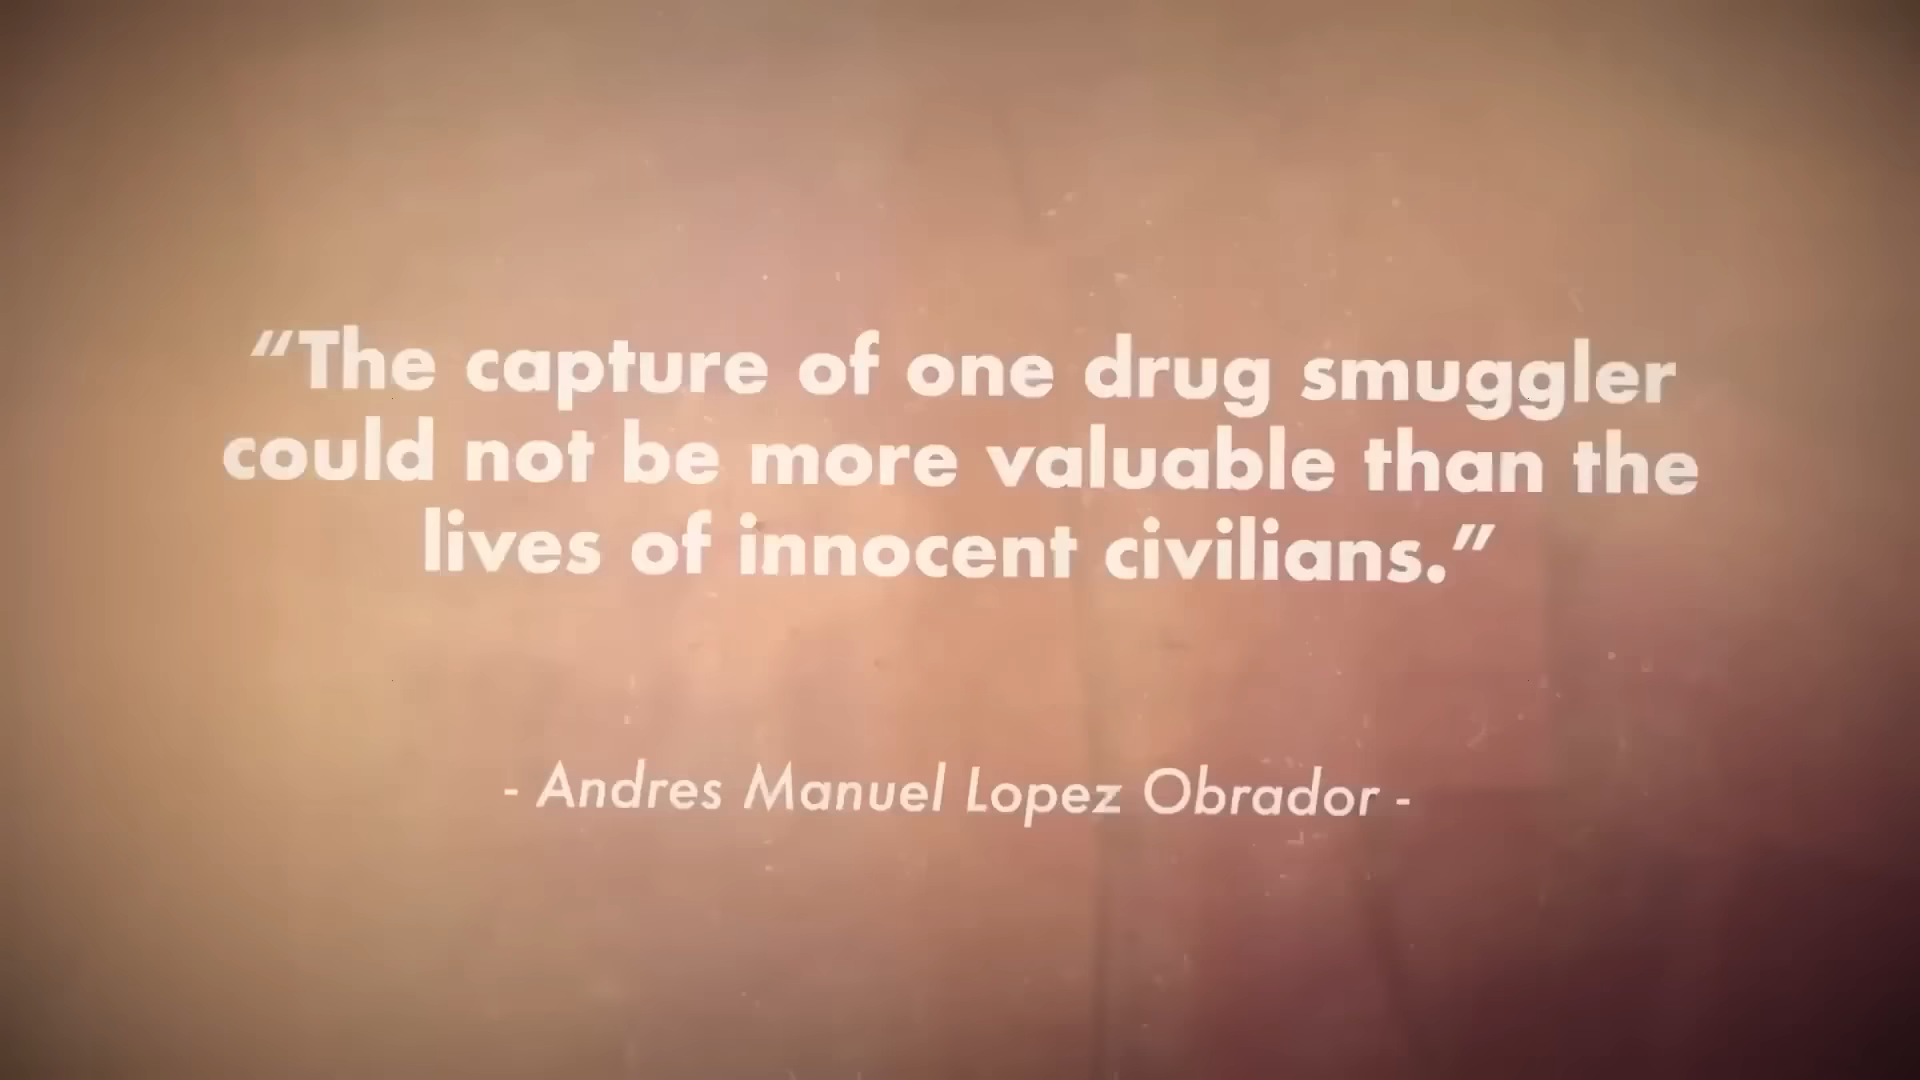 “The capture of one drug smuggler
could not be more valuable than the
lives of innocent civilians.”
- Andres Manuel Lopez Obrador -